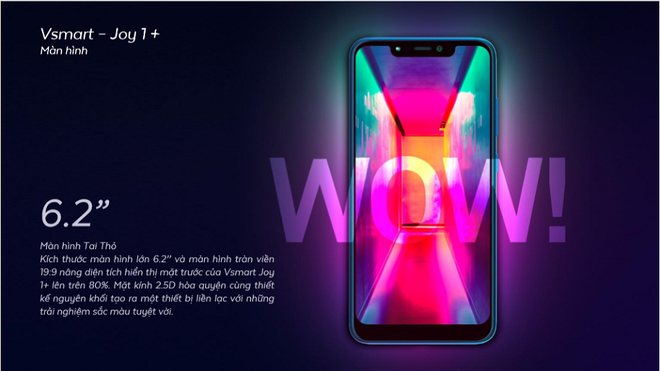 Vsmart – Joy 1+
Màn hình
WOW!
6.2”
Màn hình Tai Thỏ
Kích thước màn hình lớn 6.2” và màn hình tràn viền
19:9 nâng diện tích hiển thị mặt trước của Vsmart Joy
1+ lên trên 80%. Mặt kính 2.5D hòa quyện cùng thiết
kế nguyên khối tạo ra một thiết bị liền lạc với những
trải nghiệm sắc màu tuyệt vời.